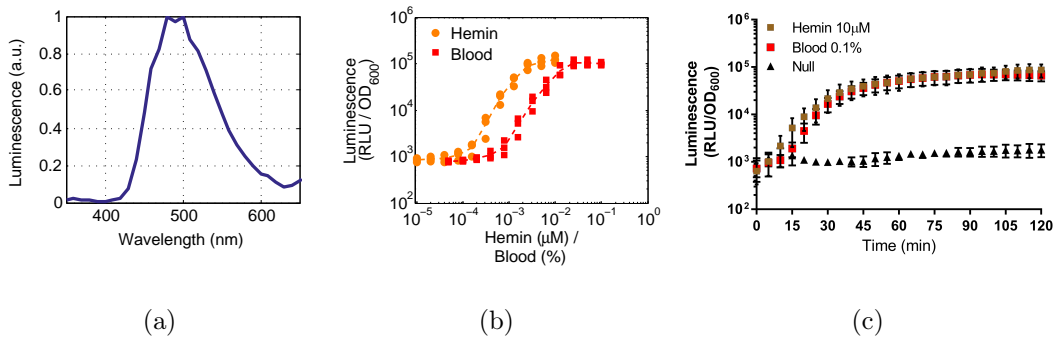 Luminescence (a.u.)
1
0.8
0.6
0.4
0.2
0
400
500
600
Wavelength (nm)
(a)
Hemin
Blood
Luminescence
(RLU / OD600)
10^6
10^5
10^4
10^3
10^2
10^−5
10^−4
10^−3
10^−2
10^−1
10^0
Hemin (μM) /
Blood (%)
(b)
Hemin 10μM
Blood 0.1%
Null
Luminescence
(RLU/OD600)
10^6
10^5
10^4
10^3
10^2
0
15
30
45
60
75
90
105
120
Time (min)
(c)